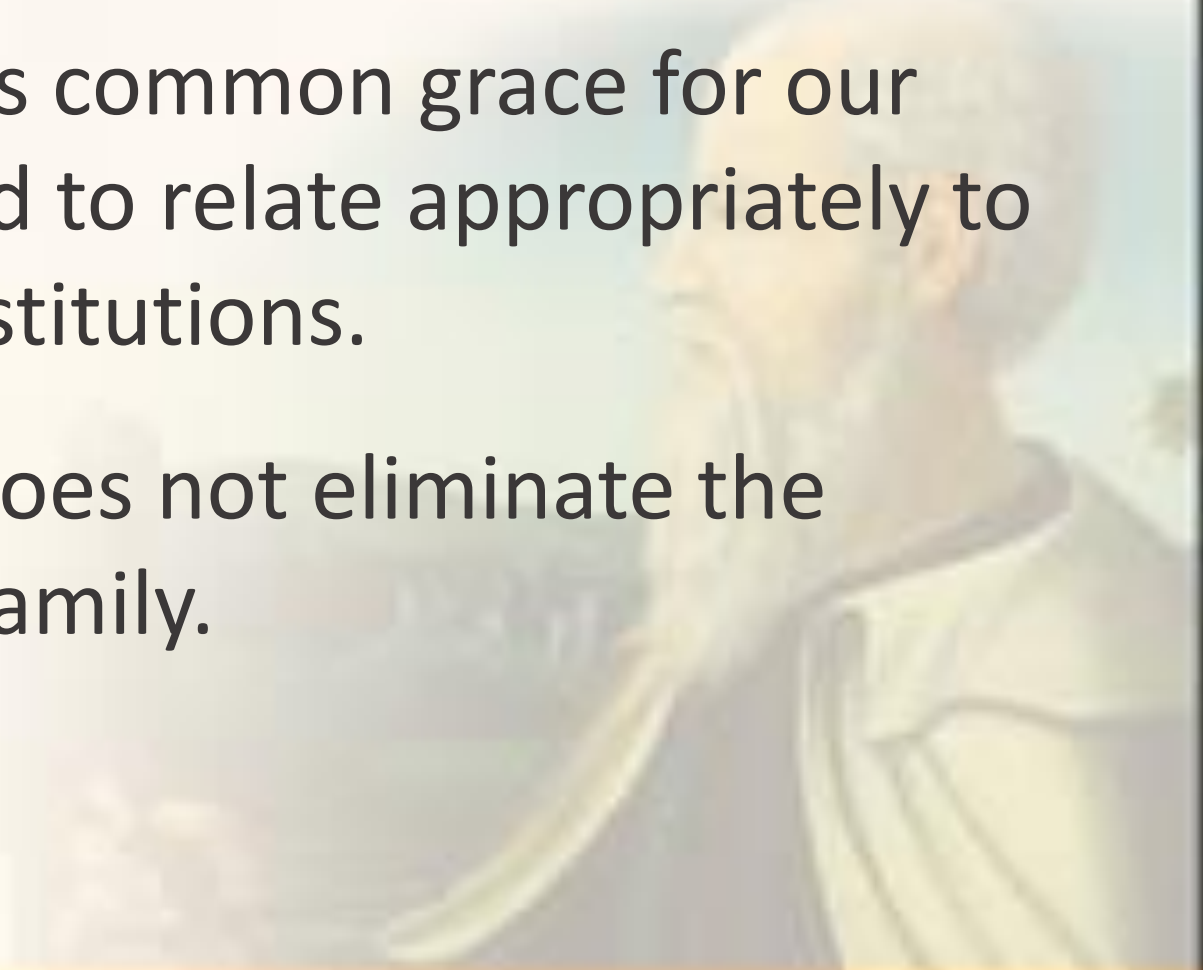 s common grace for our
d to relate appropriately to
stitutions.
oes not eliminate the
amily.